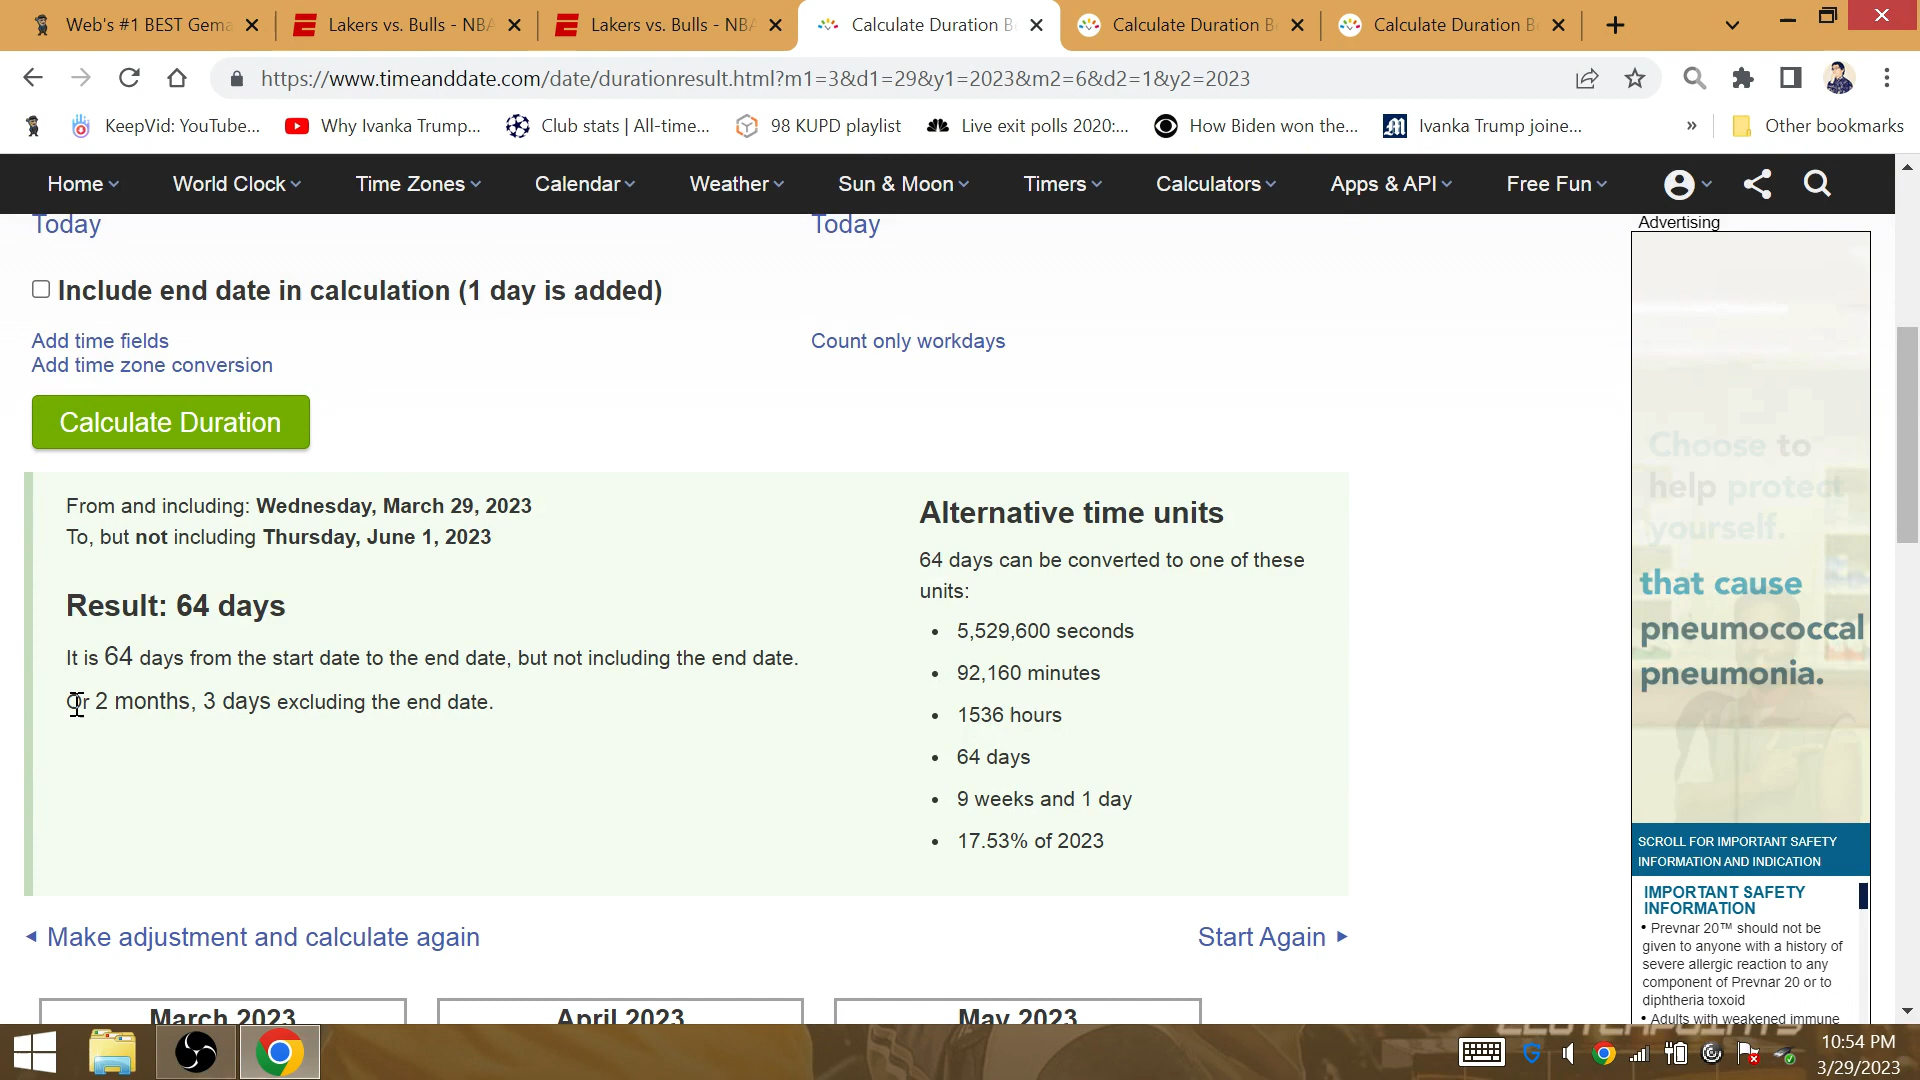 Web's #1 BEST Gema
Lakers vs. Bulls - NBA
Lakers vs. Bulls - NBA
Calculate Duration Be
Calculate Duration Be
Calculate Duration Be
https://www.timeanddate.com/date/durationresult.html?m1=3&d1=29&y1=2023&m2=6&d2=1&y2=2023
KeepVid: YouTube...
Why Ivanka Trump...
Club stats | All-time...
98 KUPD playlist
Live exit polls 2020:...
How Biden won the...
Ivanka Trump joine...
»
Other bookmarks
Home
World Clock
Time Zones
Calendar
Weather
Sun & Moon
Timers
Calculators
Apps & API
Free Fun
Today
Today
Advertising
Include end date in calculation (1 day is added)
Add time fields
Count only workdays
Add time zone conversion
Calculate Duration
From and including: Wednesday, March 29, 2023
To, but not including Thursday, June 1, 2023
Result: 64 days
It is 64 days from the start date to the end date, but not including the end date.
Or 2 months, 3 days excluding the end date.
Alternative time units
64 days can be converted to one of these
units:
• 5,529,600 seconds
• 92,160 minutes
• 1536 hours
• 64 days
• 9 weeks and 1 day
• 17.53% of 2023
Make adjustment and calculate again
Start Again
March 2023
April 2023
May 2023
Choose to
help protect
yourself.
that cause
pneumococcal
pneumonia.
SCROLL FOR IMPORTANT SAFETY
INFORMATION AND INDICATION
IMPORTANT SAFETY
INFORMATION
• Prevnar 20™ should not be
given to anyone with a history of
severe allergic reaction to any
component of Prevnar 20 or to
diphtheria toxoid
• Adults with weakened immune
CLUTCHPOINTS
10:54 PM
3/29/2023